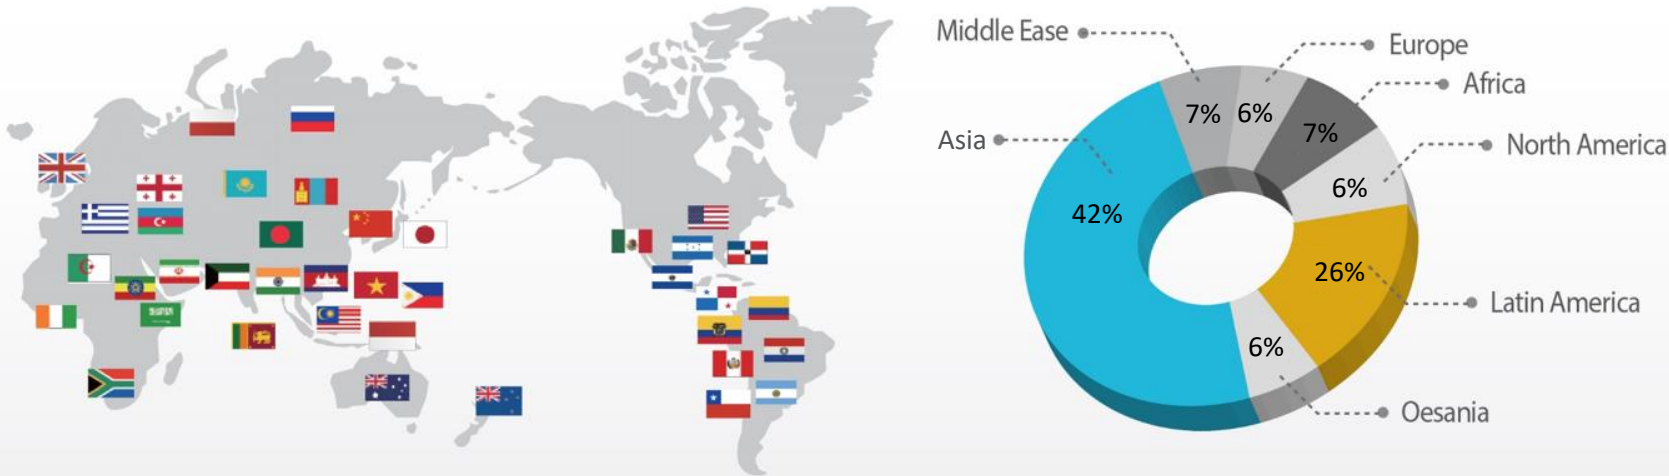 Middle Ease
Europe
Africa
Asia
North America
Latin America
Oesania
7%
6%
7%
6%
42%
26%
6%